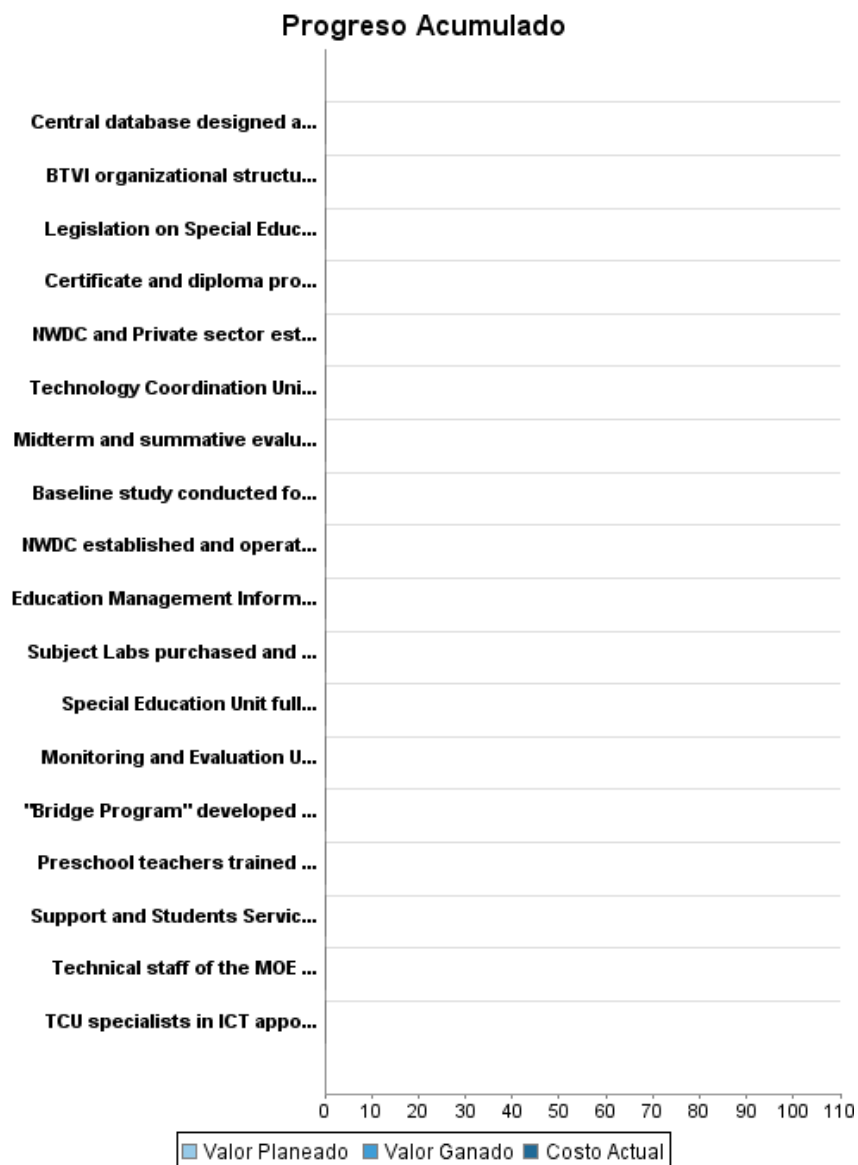 Progreso Acumulado
Central database designed a...
BTVI organizational structu...
Legislation on Special Educ...
Certificate and diploma pro...
NWDC and Private sector est...
Technology Coordination Uni...
Midterm and summative evalu...
Baseline study conducted fo...
NWDC established and operat...
Education Management Inform...
Subject Labs purchased and ...
Special Education Unit full...
Monitoring and Evaluation U...
"Bridge Program" developed ...
Preschool teachers trained ...
Support and Students Servic...
Technical staff of the MOE ...
TCU specialists in ICT appo...
0 10 20 30 40 50 60 70 80 90 100 110
Valor Planeado Valor Ganado Costo Actual